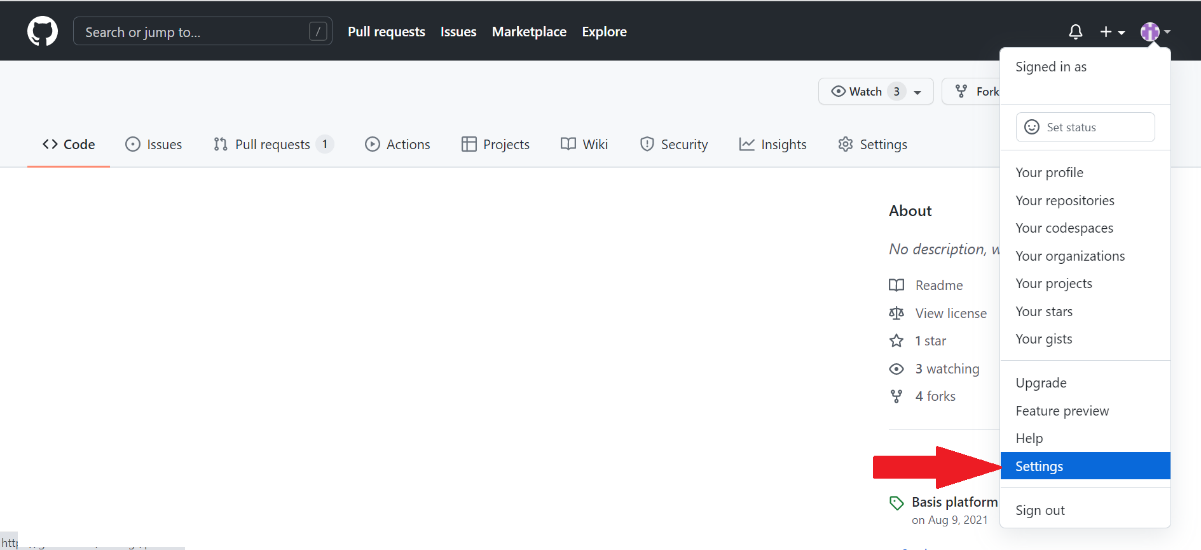 Search or jump to...
/
Pull requests
Issues
Marketplace
Explore
Signed in as
Watch 3
Fork
Set status
Code
Issues
Pull requests 1
Actions
Projects
Wiki
Security
Insights
Settings
Your profile
Your repositories
Your codespaces
Your organizations
Your projects
Your stars
Your gists
Upgrade
Feature preview
Help
Settings
Sign out
About
No description, w
Readme
View license
1 star
3 watching
4 forks
Basis platform
on Aug 9, 2021
http